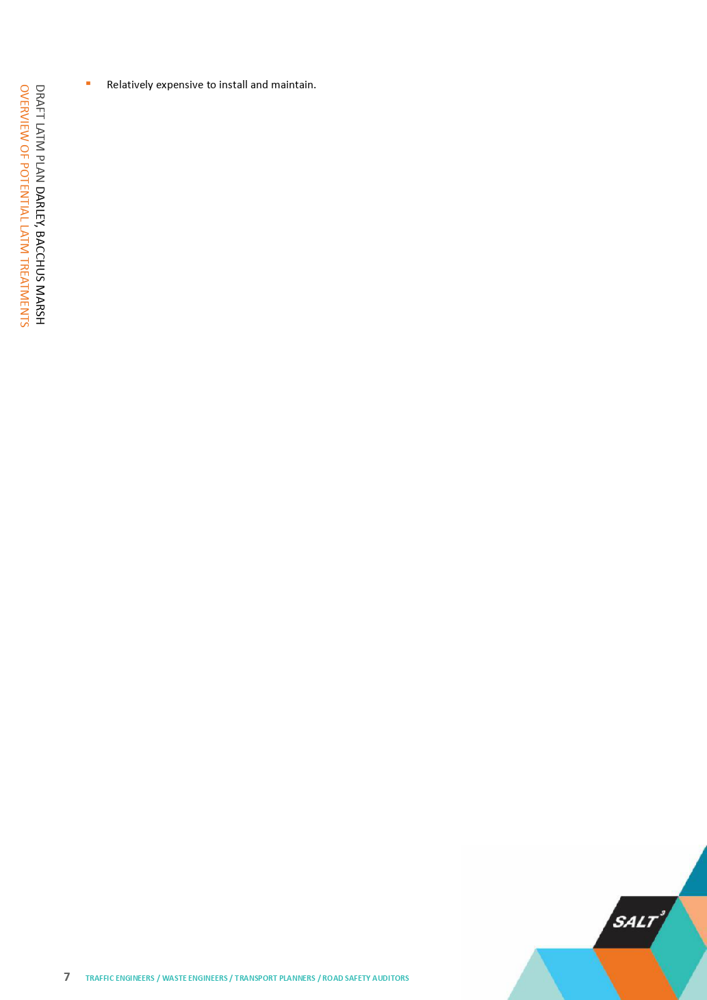 DRAFT LATM PLAN DARLEY, BACCHUS MARSH
OVERVIEW OF POTENTIAL LATM TREATMENTS
▪ Relatively expensive to install and maintain.
SALT³
7 TRAFFIC ENGINEERS / WASTE ENGINEERS / TRANSPORT PLANNERS / ROAD SAFETY AUDITORS